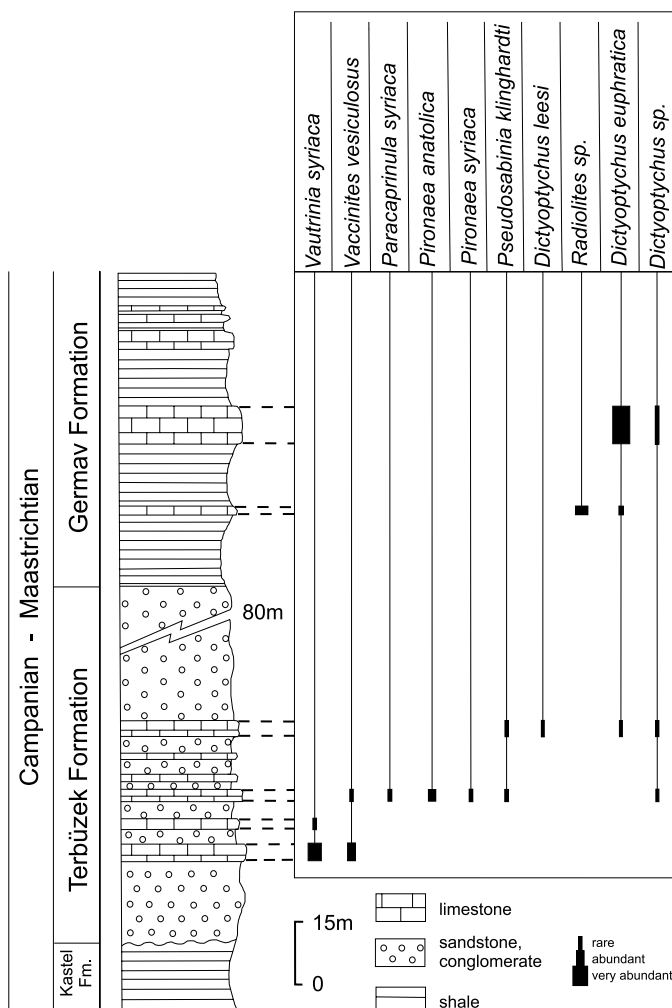 Vautrinia syriaca
Vaccinites vesiculosus
Paracaprinula syriaca
Pironaea anatolica
Pironaea syriaca
Pseudosabinia klinghardti
Dictyoptychus leesi
Radiolites sp.
Dictyoptychus euphratica
Dictyoptychus sp.
Campanian - Maastrichtian
Germav Formation
Terbüzek Formation
Kastel
Fm.
80m
15m
0
limestone
sandstone,
conglomerate
shale
rare
abundant
very abundant